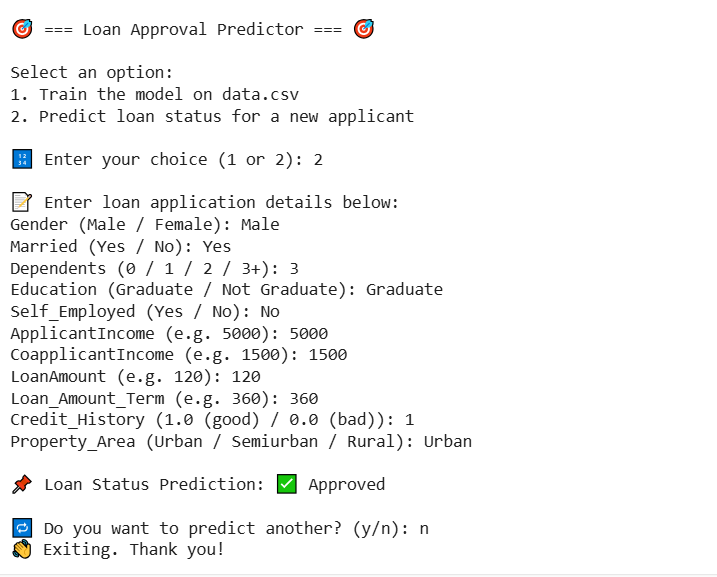 🎯 === Loan Approval Predictor === 🎯
Select an option:
1. Train the model on data.csv
2. Predict loan status for a new applicant
🔢 Enter your choice (1 or 2): 2
📝 Enter loan application details below:
Gender (Male / Female): Male
Married (Yes / No): Yes
Dependents (0 / 1 / 2 / 3+): 3
Education (Graduate / Not Graduate): Graduate
Self_Employed (Yes / No): No
ApplicantIncome (e.g. 5000): 5000
CoapplicantIncome (e.g. 1500): 1500
LoanAmount (e.g. 120): 120
Loan_Amount_Term (e.g. 360): 360
Credit_History (1.0 (good) / 0.0 (bad)): 1
Property_Area (Urban / Semiurban / Rural): Urban
📌 Loan Status Prediction: ✅ Approved
🔁 Do you want to predict another? (y/n): n
👋 Exiting. Thank you!